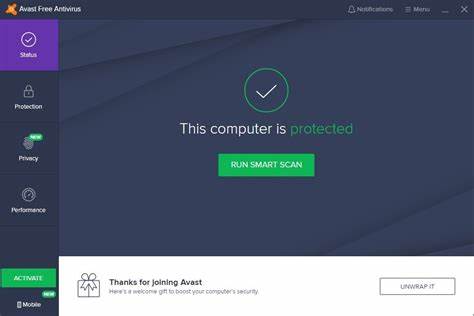 Avast Free Antivirus
Notifications
Menu
Status
Protection
NEW
Privacy
Performance
This computer is protected
RUN SMART SCAN
ACTIVATE
NEW
Mobile
Thanks for joining Avast
Here's a welcome gift to boost your computer's security.
UNWRAP IT